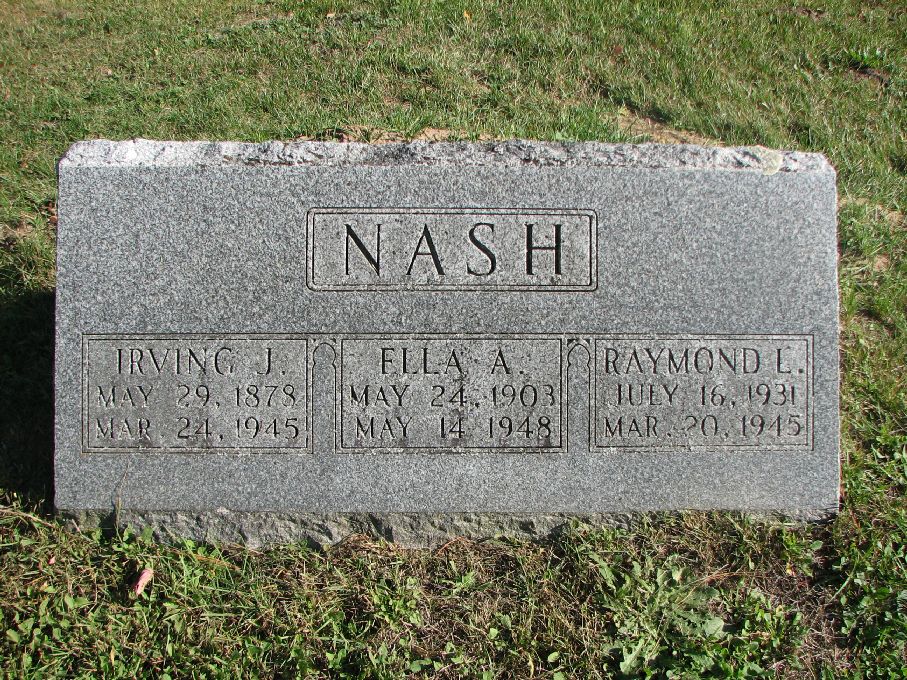 NASH
IRVING J.
MAY 29, 1878
MAR. 24, 1945
ELLA A.
MAY 24, 1903
MAY 14, 1948
RAYMOND L.
JULY 16, 1931
MAR. 20, 1945